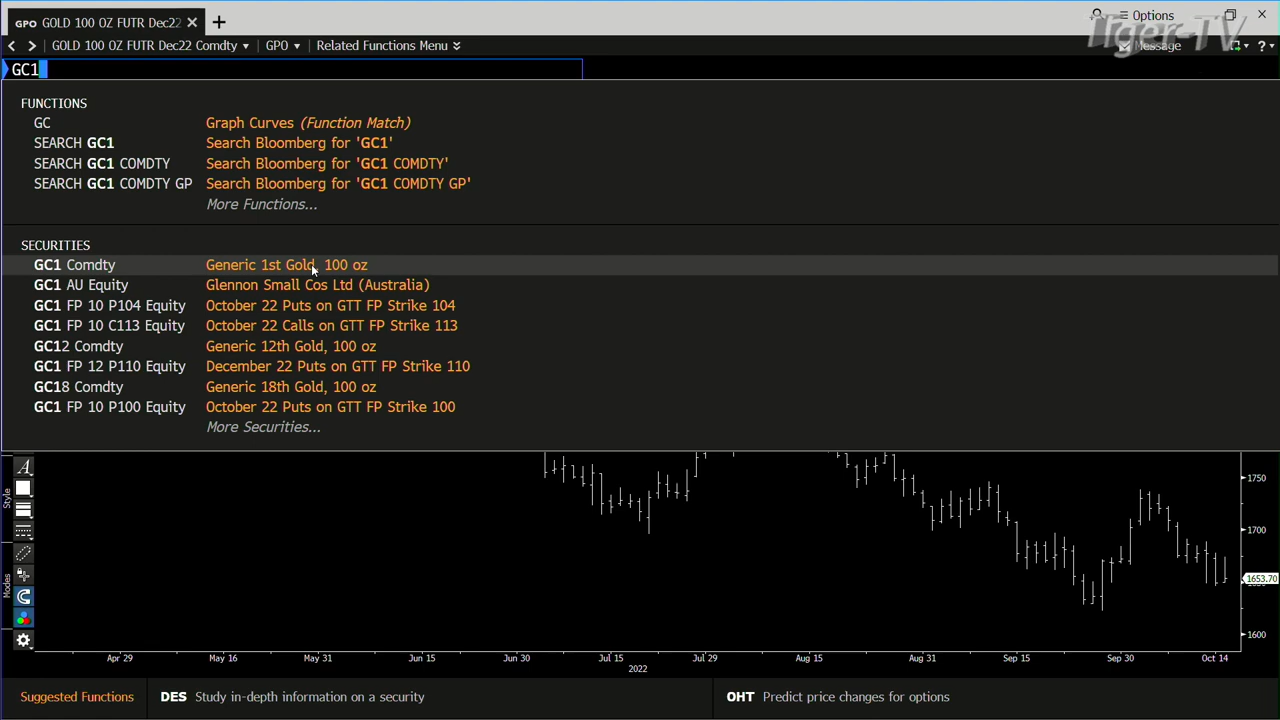 GPO GOLD 100 OZ FUTR Dec22
Options
Tiger-TV
GOLD 100 OZ FUTR Dec22 Comdty GPO Related Functions Menu Message ?
GC1
FUNCTIONS
GC Graph Curves (Function Match)
SEARCH GC1 Search Bloomberg for 'GC1'
SEARCH GC1 COMDTY Search Bloomberg for 'GC1 COMDTY'
SEARCH GC1 COMDTY GP Search Bloomberg for 'GC1 COMDTY GP'
More Functions...
SECURITIES
GC1 Comdty Generic 1st Gold, 100 oz
GC1 AU Equity Glennon Small Cos Ltd (Australia)
GC1 FP 10 P104 Equity October 22 Puts on GTT FP Strike 104
GC1 FP 10 C113 Equity October 22 Calls on GTT FP Strike 113
GC12 Comdty Generic 12th Gold, 100 oz
GC1 FP 12 P110 Equity December 22 Puts on GTT FP Strike 110
GC18 Comdty Generic 18th Gold, 100 oz
GC1 FP 10 P100 Equity October 22 Puts on GTT FP Strike 100
More Securities...
A
Style
Modes
1750
1700
1653.70
1600
Apr 29 May 16 May 31 Jun 15 Jun 30 Jul 15 Jul 29 Aug 15 Aug 31 Sep 15 Sep 30 Oct 14
2022
Suggested Functions DES Study in-depth information on a security OHT Predict price changes for options